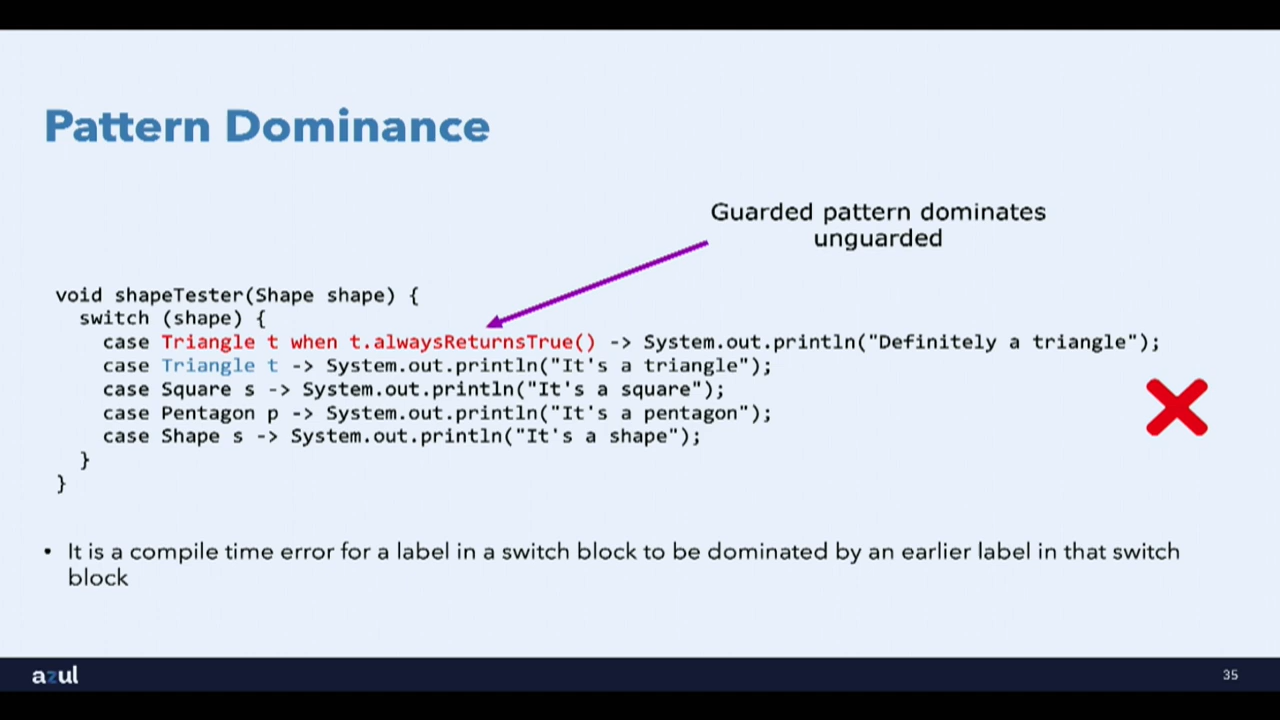 Pattern Dominance
Guarded pattern dominates
unguarded
void shapeTester(Shape shape) {
switch (shape) {
case Triangle t when t.alwaysReturnsTrue() -> System.out.println("Definitely a triangle");
case Triangle t -> System.out.println("It's a triangle");
case Square s -> System.out.println("It's a square");
case Pentagon p -> System.out.println("It's a pentagon");
case Shape s -> System.out.println("It's a shape");
}
}
• It is a compile time error for a label in a switch block to be dominated by an earlier label in that switch
block
azul
35